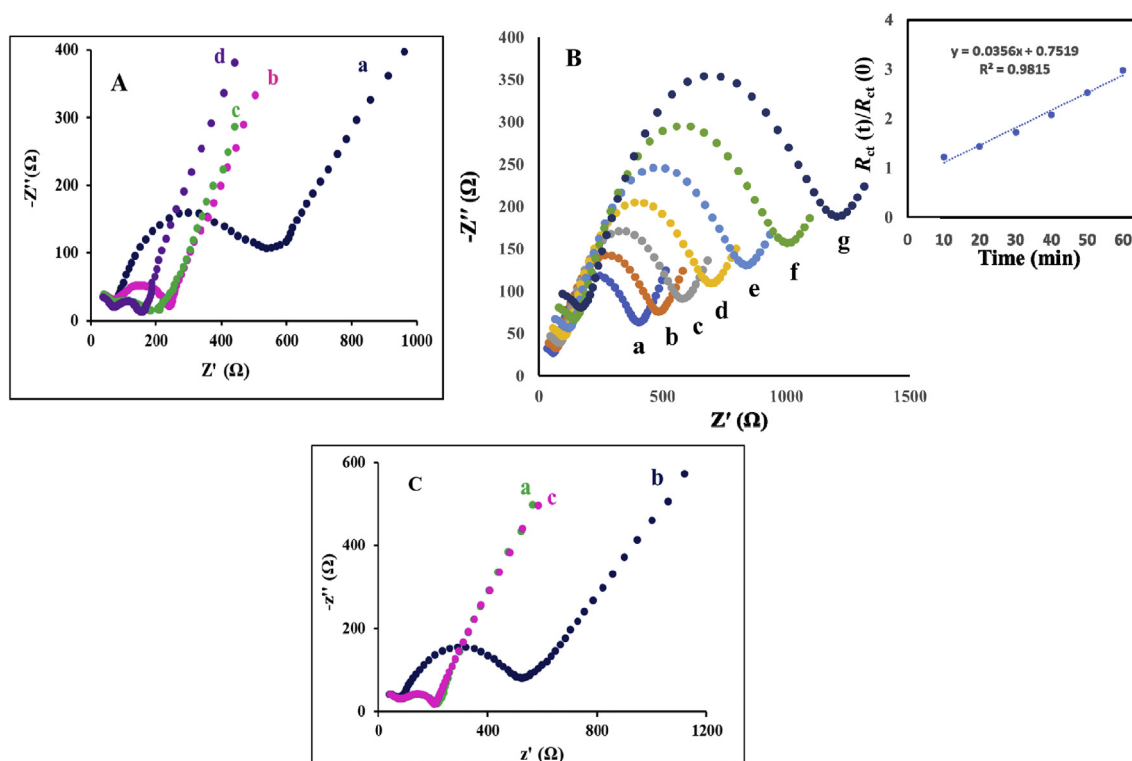 A
400
300
200
100
0
0
200
400
600
800
1000
-Z''(Ω)
Z' (Ω)
d
b
a
c
B
400
350
300
250
200
150
100
50
0
0
500
1000
1500
-Z'' (Ω)
Z' (Ω)
a
b
c
d
e
f
g
4
3
2
1
0
0
10
20
30
40
50
60
y = 0.0356x + 0.7519
R² = 0.9815
Rct (t)/Rct (0)
Time (min)
C
600
400
200
0
0
400
800
1200
-z'' (Ω)
z' (Ω)
a
c
b